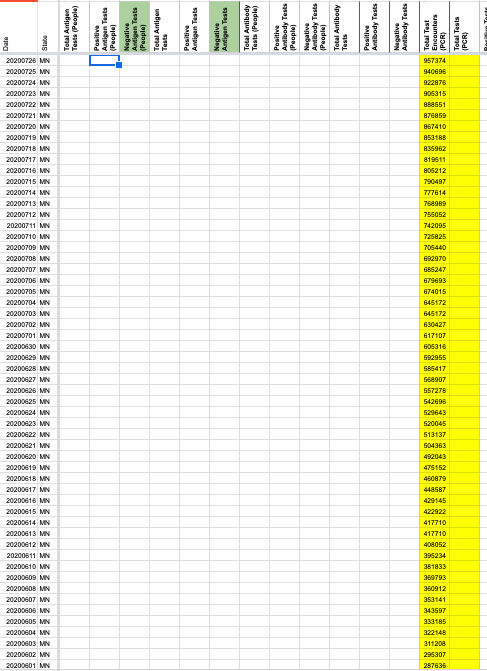 Date
State
Total Antigen Tests (People)
Positive Antigen Tests (People)
Negative Antigen Tests (People)
Total Antigen Tests
Positive Antigen Tests
Negative Antigen Tests
Total Antibody Tests (People)
Positive Antibody Tests (People)
Negative Antibody Tests (People)
Total Antibody Tests
Positive Antibody Tests
Negative Antibody Tests
Total Test Encounters (PCR)
Total Tests (PCR)
20200726 MN 957374
20200725 MN 940696
20200724 MN 922876
20200723 MN 905315
20200722 MN 888551
20200721 MN 876859
20200720 MN 867410
20200719 MN 853188
20200718 MN 835962
20200717 MN 819511
20200716 MN 805212
20200715 MN 790497
20200714 MN 777614
20200713 MN 768989
20200712 MN 755052
20200711 MN 742095
20200710 MN 725825
20200709 MN 705440
20200708 MN 692970
20200707 MN 685247
20200706 MN 679693
20200705 MN 674015
20200704 MN 645172
20200703 MN 645172
20200702 MN 630427
20200701 MN 617107
20200630 MN 605316
20200629 MN 592955
20200628 MN 585417
20200627 MN 568907
20200626 MN 557278
20200625 MN 542696
20200624 MN 529643
20200623 MN 520045
20200622 MN 513137
20200621 MN 504363
20200620 MN 492043
20200619 MN 475152
20200618 MN 460879
20200617 MN 448587
20200616 MN 429145
20200615 MN 422922
20200614 MN 417710
20200613 MN 417710
20200612 MN 408052
20200611 MN 395234
20200610 MN 381833
20200609 MN 369793
20200608 MN 360912
20200607 MN 353141
20200606 MN 343597
20200605 MN 333185
20200604 MN 322148
20200603 MN 311208
20200602 MN 295307
20200601 MN 287636